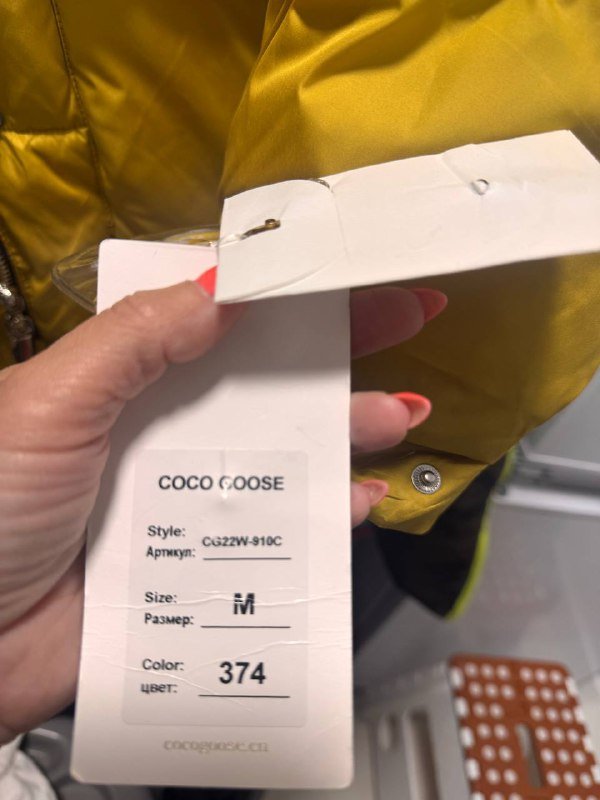 COCO GOOSE
Style: CG22W-910C
Артикул:
Size: M
Размер:
Color: 374
цвет:
cocogoose.cn